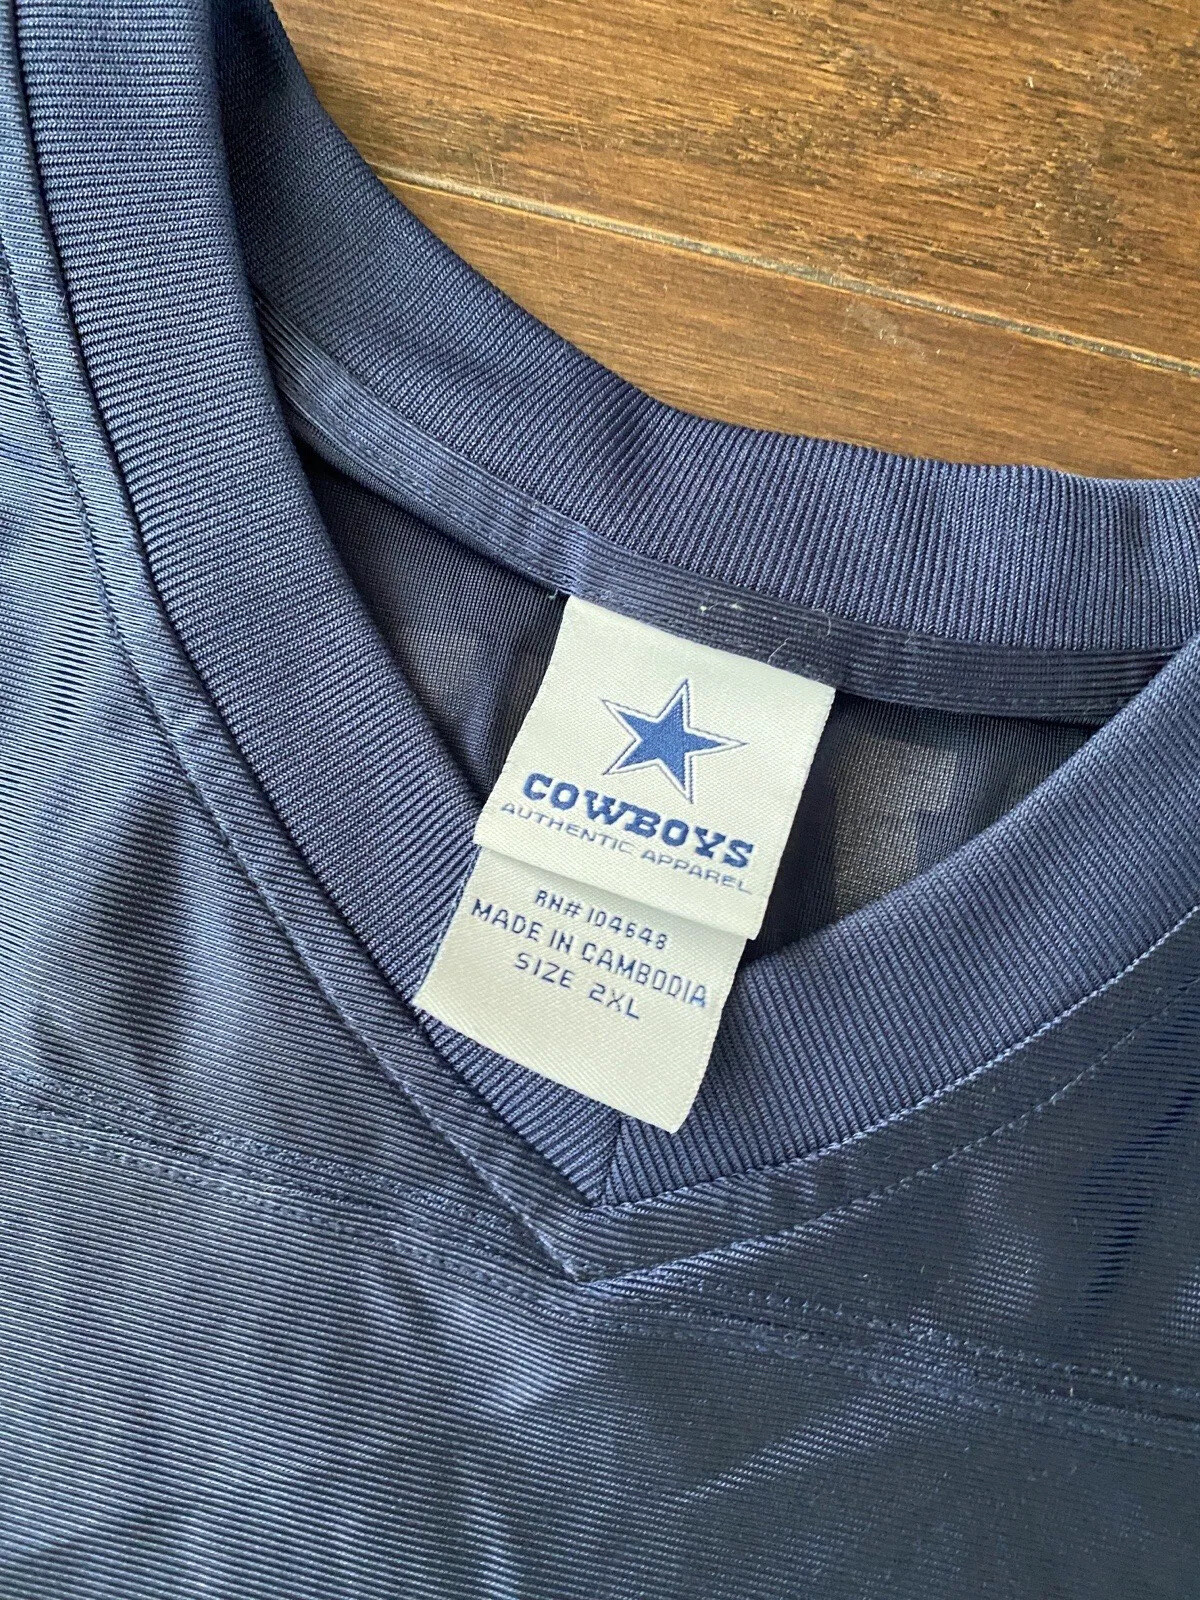 COWBOYS
AUTHENTIC APPAREL
RN# 104648
MADE IN CAMBODIA
SIZE 2XL